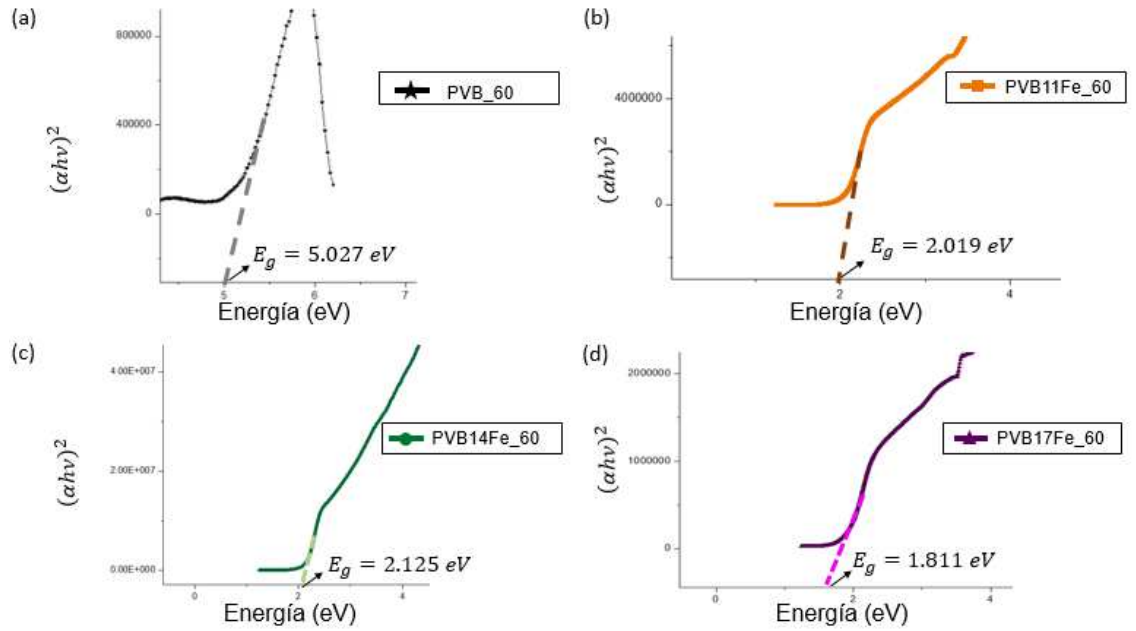 (a)
800000
400000
0
(αhν)²
PVB_60
E_g = 5.027 eV
5
6
7
Energía (eV)
(b)
4000000
0
(αhν)²
PVB11Fe_60
E_g = 2.019 eV
2
4
Energía (eV)
(c)
4.00E+007
2.00E+007
0.00E+000
(αhν)²
PVB14Fe_60
E_g = 2.125 eV
0
2
4
Energía (eV)
(d)
2000000
1000000
0
(αhν)²
PVB17Fe_60
E_g = 1.811 eV
0
2
4
Energía (eV)